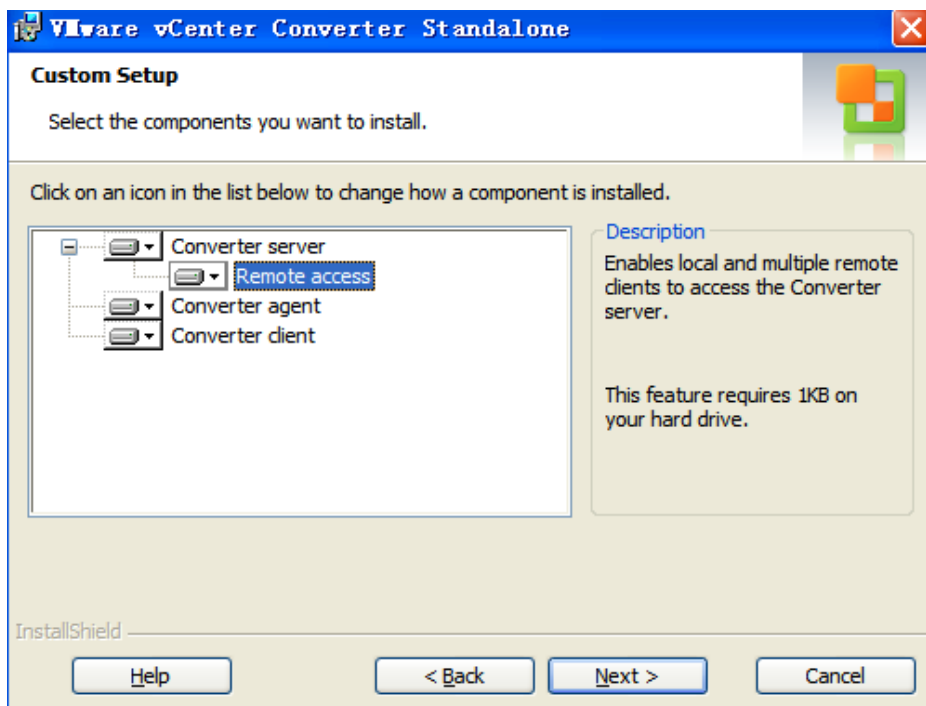 VMware vCenter Converter Standalone
Custom Setup
Select the components you want to install.
Click on an icon in the list below to change how a component is installed.
Converter server
Remote access
Converter agent
Converter client
Description
Enables local and multiple remote
clients to access the Converter
server.
This feature requires 1KB on
your hard drive.
InstallShield
Help
< Back
Next >
Cancel